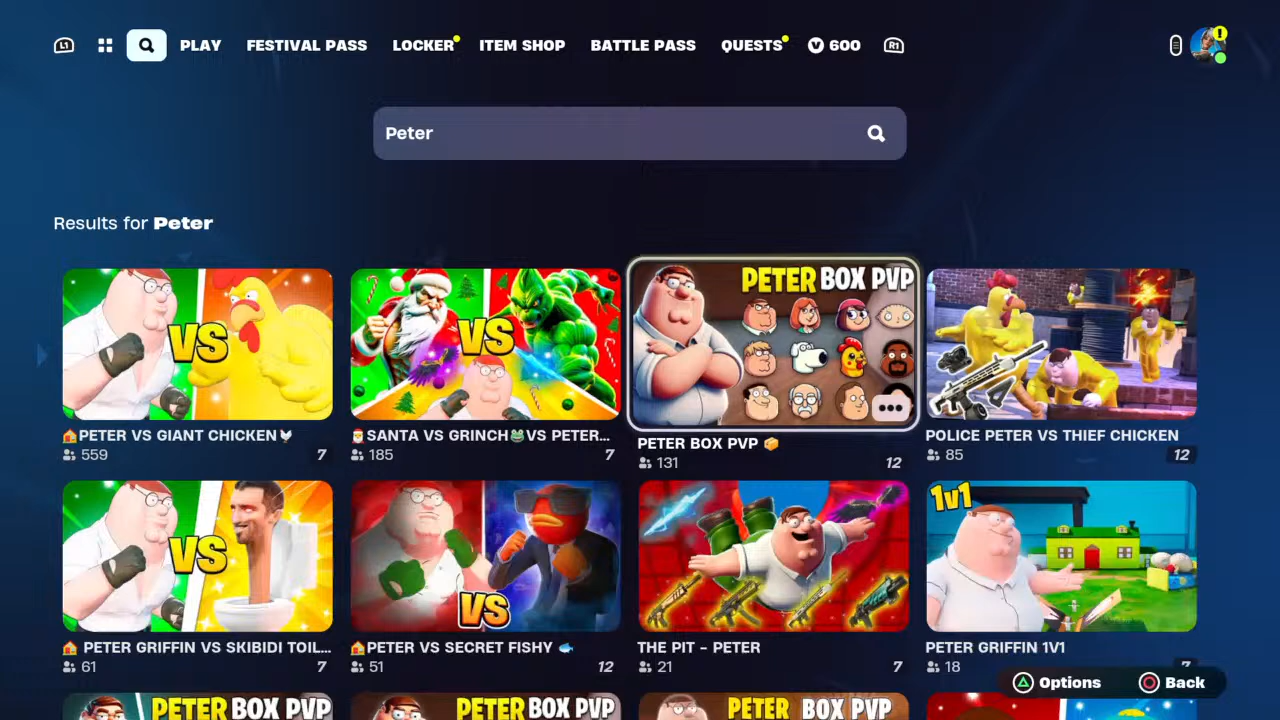 L1
PLAY
FESTIVAL PASS
LOCKER
ITEM SHOP
BATTLE PASS
QUESTS
V 600
R1
!
Peter
Results for Peter
VS
VS
PETER BOX PVP
🏠PETER VS GIANT CHICKEN🐓
559
7
🎅SANTA VS GRINCH🐸VS PETER...
185
7
PETER BOX PVP 📦
131
12
POLICE PETER VS THIEF CHICKEN
85
12
VS
VS
1v1
🏠 PETER GRIFFIN VS SKIBIDI TOIL...
61
7
🏠PETER VS SECRET FISHY 🐟
51
12
THE PIT - PETER
21
7
PETER GRIFFIN 1V1
18
7
PETER BOX PVP
PETER BOX PVP
PETER BOX PVP
Options
Back